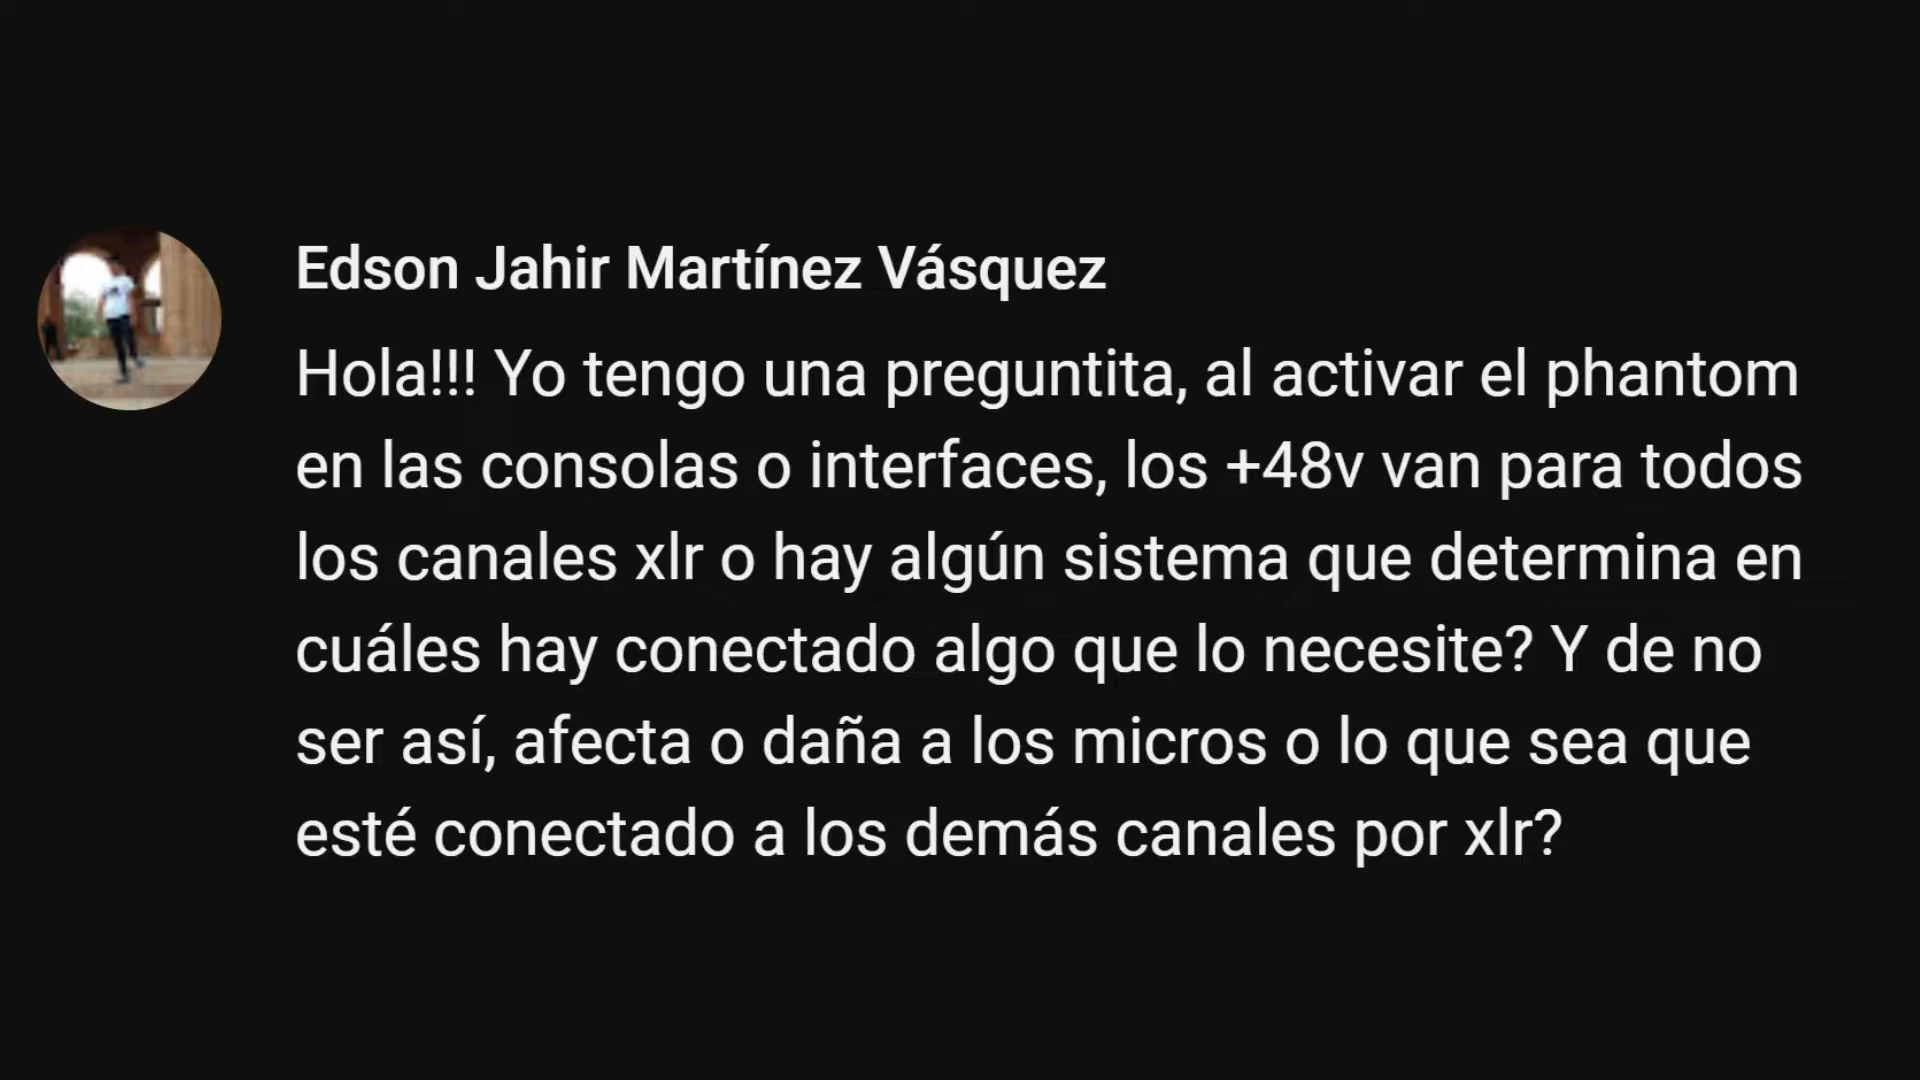 Edson Jahir Martínez Vásquez
Hola!!! Yo tengo una preguntita, al activar el phantom
en las consolas o interfaces, los +48v van para todos
los canales xlr o hay algún sistema que determina en
cuáles hay conectado algo que lo necesite? Y de no
ser así, afecta o daña a los micros o lo que sea que
esté conectado a los demás canales por xlr?